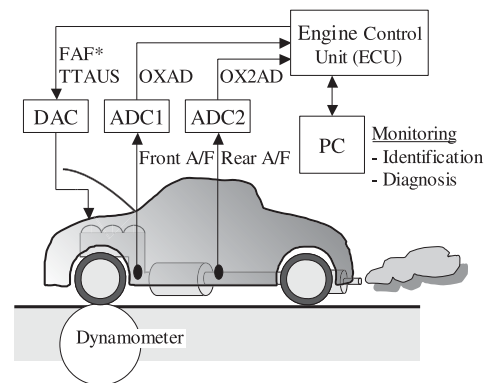 Engine Control
Unit (ECU)
FAF*
TTAUS
OXAD
OX2AD
DAC
ADC1
ADC2
PC
Monitoring
- Identification
- Diagnosis
Front A/F
Rear A/F
Dynamometer